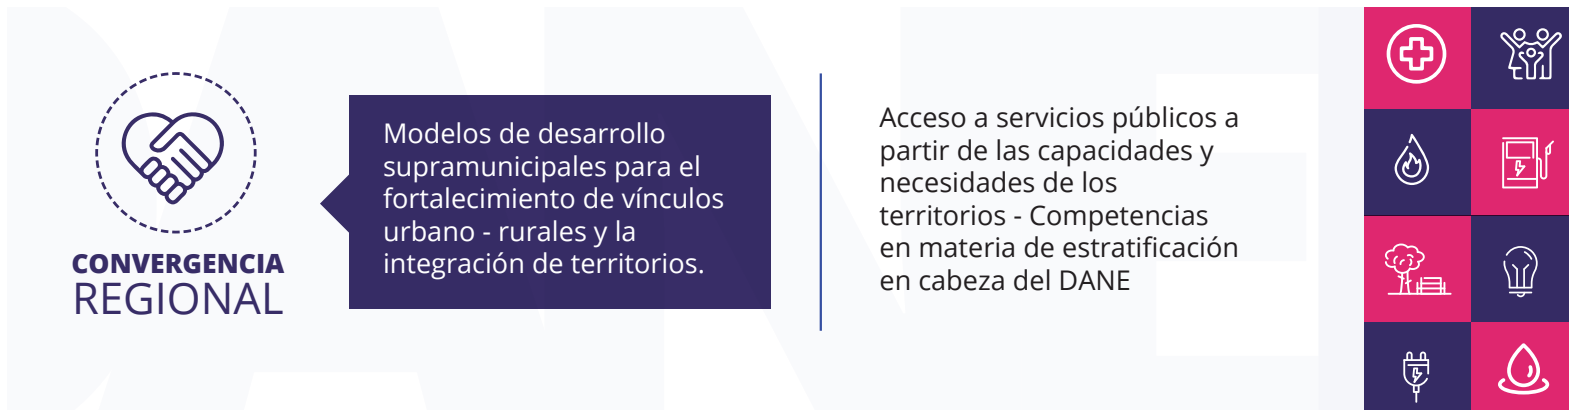 CONVERGENCIA
REGIONAL
Modelos de desarrollo
supramunicipales para el
fortalecimiento de vínculos
urbano - rurales y la
integración de territorios.
Acceso a servicios públicos a
partir de las capacidades y
necesidades de los
territorios - Competencias
en materia de estratificación
en cabeza del DANE